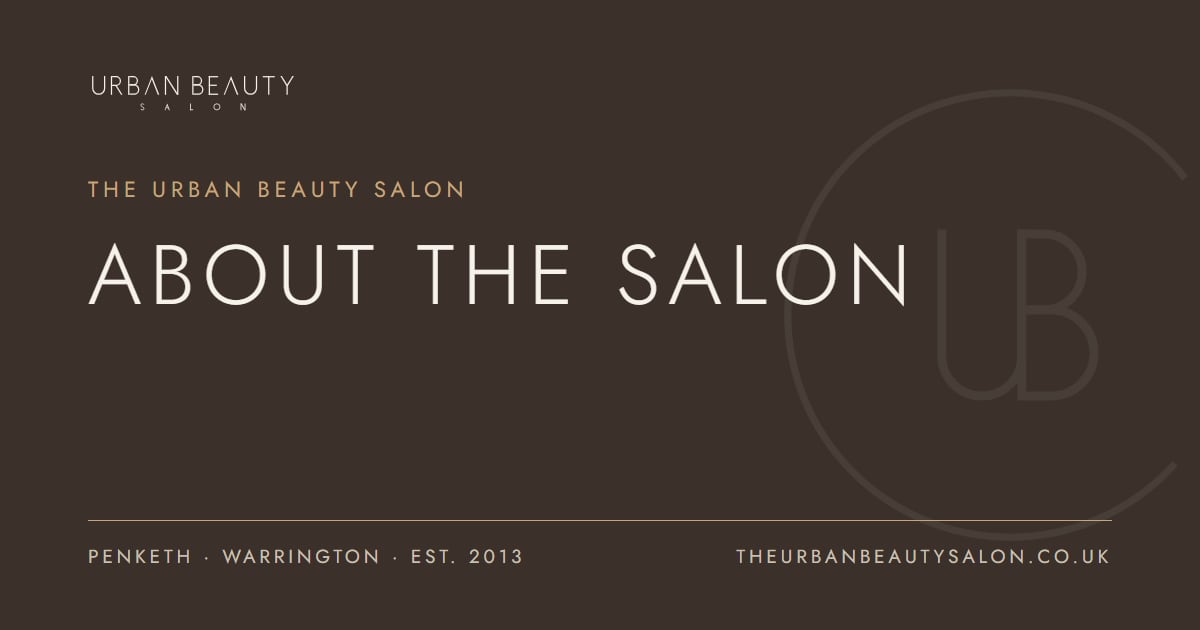 URBAN BEAUTY
SALON
THE URBAN BEAUTY SALON
ABOUT THE SALON
UB
PENKETH · WARRINGTON · EST. 2013
THEURBANBEAUTYSALON.CO.UK